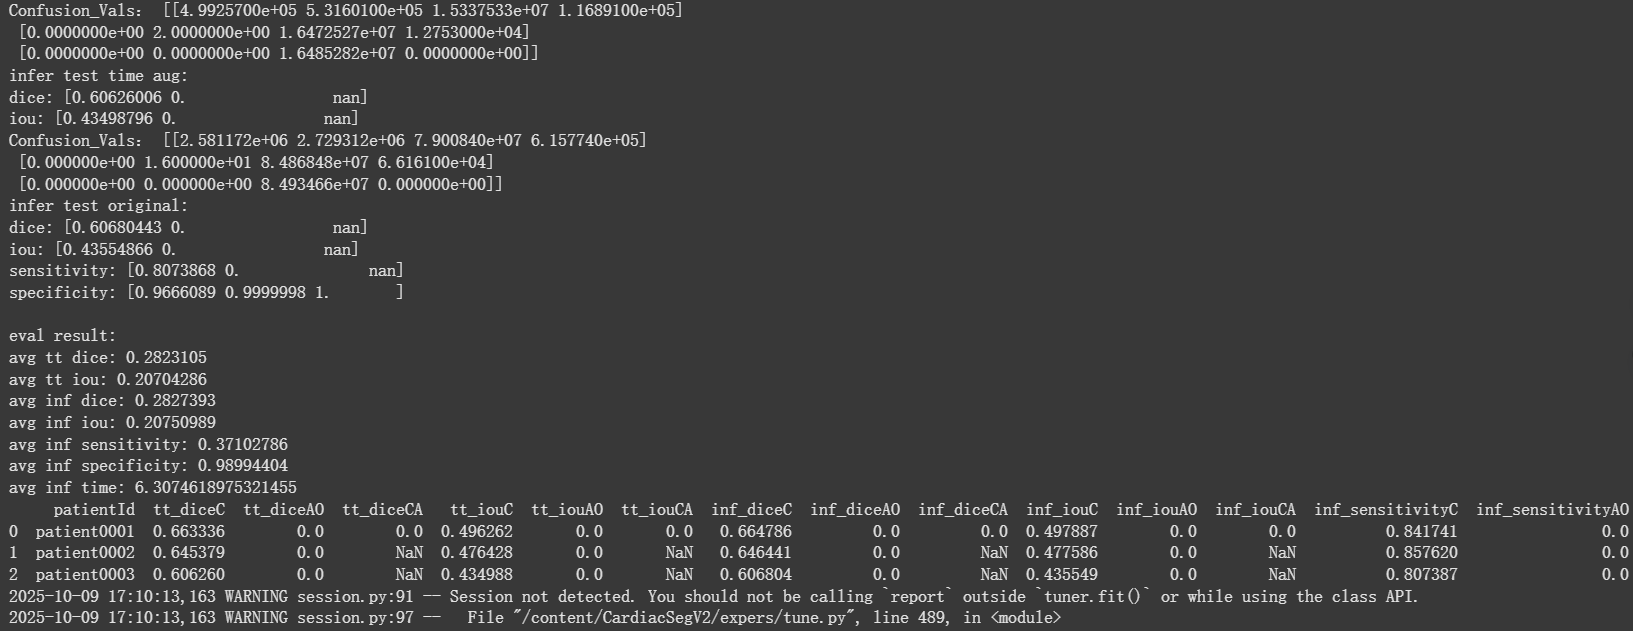 Confusion_Vals:  [[4.9925700e+05 5.3160100e+05 1.5337533e+07 1.1689100e+05]
 [0.0000000e+00 2.0000000e+00 1.6472527e+07 1.2753000e+04]
 [0.0000000e+00 0.0000000e+00 1.6485282e+07 0.0000000e+00]]
infer test time aug:
dice: [0.60626006 0.                nan]
iou: [0.43498796 0.                nan]
Confusion_Vals:  [[2.581172e+06 2.729312e+06 7.900840e+07 6.157740e+05]
 [0.000000e+00 1.600000e+01 8.486848e+07 6.616100e+04]
 [0.000000e+00 0.000000e+00 8.493466e+07 0.000000e+00]]
infer test original:
dice: [0.60680443 0.                nan]
iou: [0.43554866 0.                nan]
sensitivity: [0.8073868 0.              nan]
specificity: [0.9666089 0.9999998 1.       ]
eval result:
avg tt dice: 0.2823105
avg tt iou: 0.20704286
avg inf dice: 0.2827393
avg inf iou: 0.20750989
avg inf sensitivity: 0.37102786
avg inf specificity: 0.98994404
avg inf time: 6.3074618975321455
     patientId  tt_diceC  tt_diceAO  tt_diceCA   tt_iouC  tt_iouAO  tt_iouCA  inf_diceC  inf_diceAO  inf_diceCA  inf_iouC  inf_iouAO  inf_iouCA  inf_sensitivityC  inf_sensitivityAO
0  patient0001  0.663336        0.0        0.0  0.496262       0.0       0.0   0.664786         0.0         0.0  0.497887        0.0        0.0          0.841741                0.0
1  patient0002  0.645379        0.0        NaN  0.476428       0.0       NaN   0.646441         0.0         NaN  0.477586        0.0        NaN          0.857620                0.0
2  patient0003  0.606260        0.0        NaN  0.434988       0.0       NaN   0.606804         0.0         NaN  0.435549        0.0        NaN          0.807387                0.0
2025-10-09 17:10:13,163 WARNING session.py:91 -- Session not detected. You should not be calling `report` outside `tuner.fit()` or while using the class API.
2025-10-09 17:10:13,163 WARNING session.py:97 --   File "/content/CardiacSegV2/expers/tune.py", line 489, in <module>